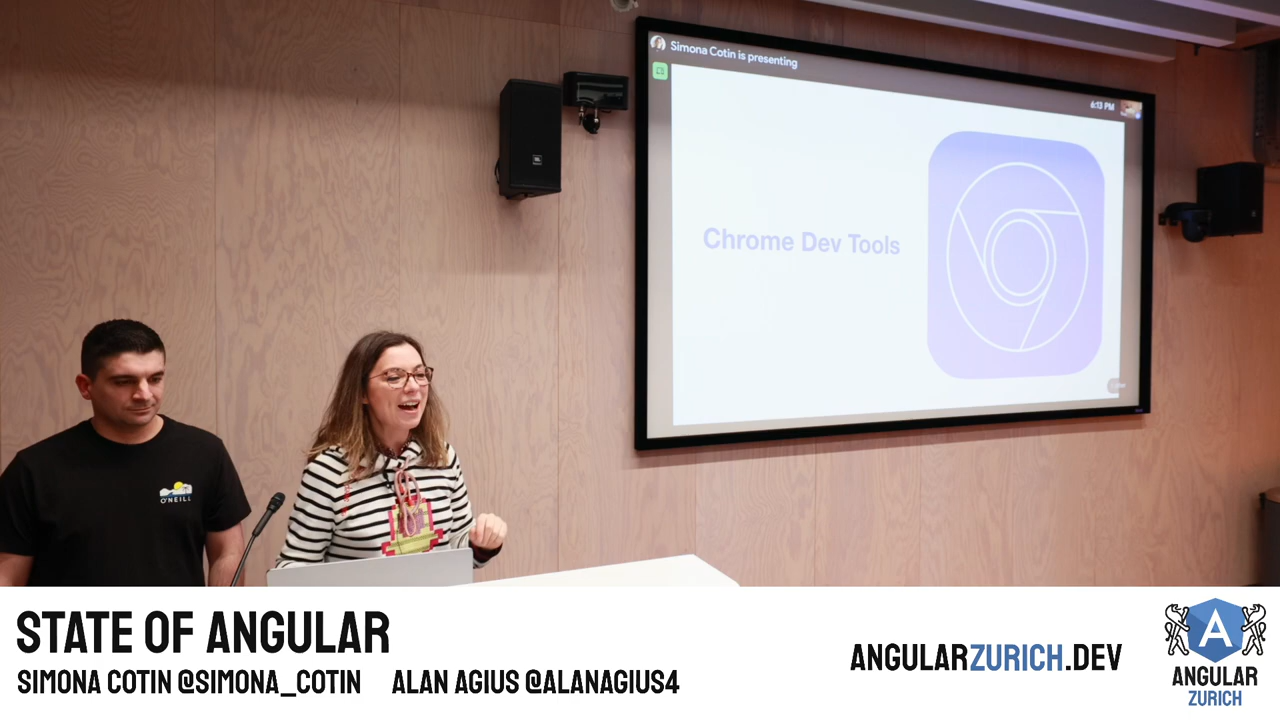 Simona Cotin is presenting
6:13 PM
Chrome Dev Tools
JBL
O'NEILL
STATE OF ANGULAR
SIMONA COTIN @SIMONA_COTIN
ALAN AGIUS @ALANAGIUS4
ANGULARZURICH.DEV
A
ANGULAR
ZURICH